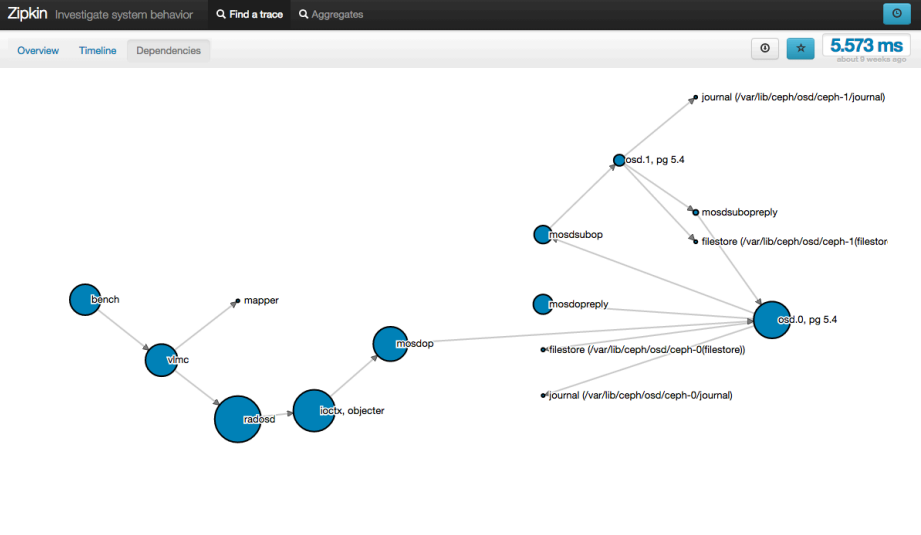 Zipkin Investigate system behavior Find a trace Aggregates
Overview Timeline Dependencies 5.573 ms
about 9 weeks ago
journal (/var/lib/ceph/osd/ceph-1/journal)
osd.1, pg 5.4
mosdsubopreply
mosdsubop
filestore (/var/lib/ceph/osd/ceph-1(filestor
bench
mapper
mosdopreply
osd.0, pg 5.4
mosdop
filestore (/var/lib/ceph/osd/ceph-0(filestore))
vlmc
journal (/var/lib/ceph/osd/ceph-0/journal)
ioctx, objecter
radosd